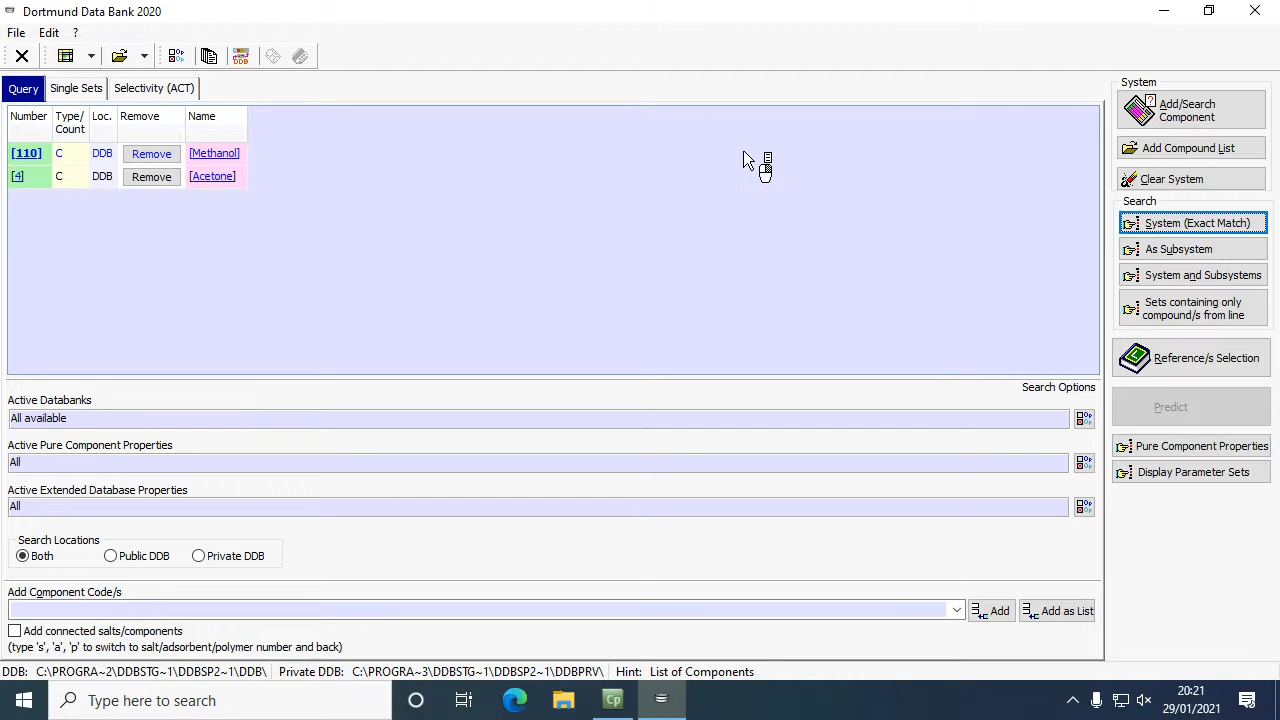 Dortmund Data Bank 2020
File Edit ?
Query Single Sets Selectivity (ACT)
Number Type/ Count Loc. Remove Name
[110] C DDB Remove [Methanol]
[4] C DDB Remove [Acetone]
System
Add/Search Component
Add Compound List
Clear System
Search
System (Exact Match)
As Subsystem
System and Subsystems
Sets containing only compound/s from line
Reference/s Selection
Predict
Pure Component Properties
Display Parameter Sets
Search Options
Active Databanks
All available
Active Pure Component Properties
All
Active Extended Database Properties
All
Search Locations
Both Public DDB Private DDB
Add Component Code/s
Add Add as List
Add connected salts/components
(type 's', 'a', 'p' to switch to salt/adsorbent/polymer number and back)
DDB: C:\PROGRA~2\DDBSTG~1\DDBSP2~1\DDB\ Private DDB: C:\PROGRA~3\DDBSTG~1\DDBSP2~1\DDBPRV\ Hint: List of Components
Type here to search
Cp
20:21
29/01/2021